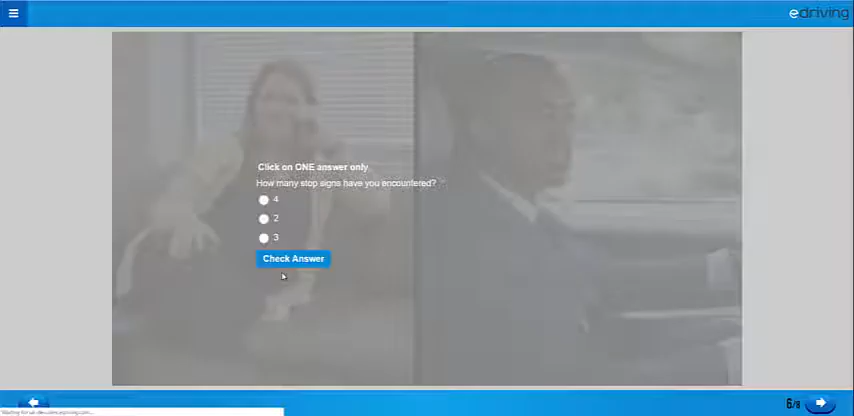 edriving
Click on ONE answer only
How many stop signs have you encountered?
4
2
3
Check Answer
6/8